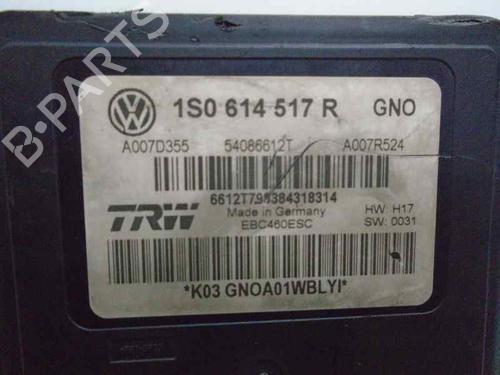 1S0 614 517 R GNO
A007D355 54086612T A007R524
TRW
Made in Germany
EBC460ESC
HW: H17
SW: 0031
*K03 GNOA01WBLYI*
B-PARTS